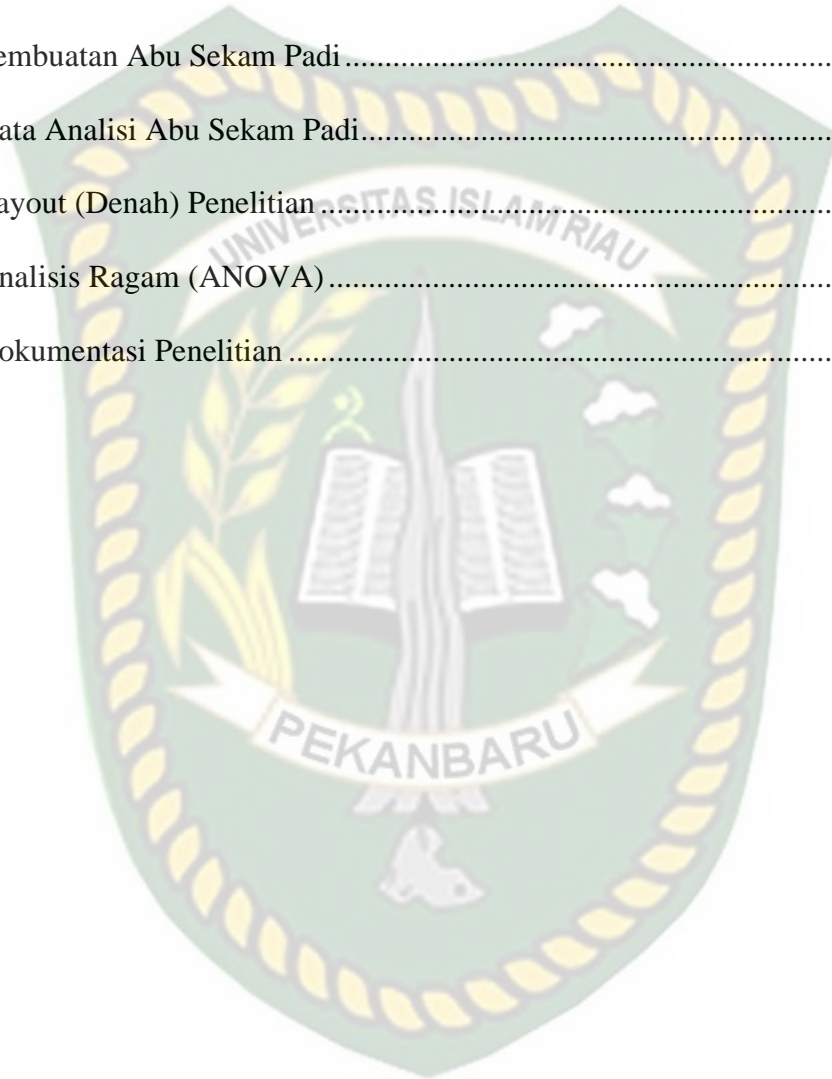 embuatan Abu Sekam Padi........................................................................
ata Analisi Abu Sekam Padi......................................................................
ayout (Denah) Penelitian ...........................................................................
nalisis Ragam (ANOVA) ..........................................................................
okumentasi Penelitian ...............................................................................
UNIVERSITAS ISLAM RIAU
PEKANBARU